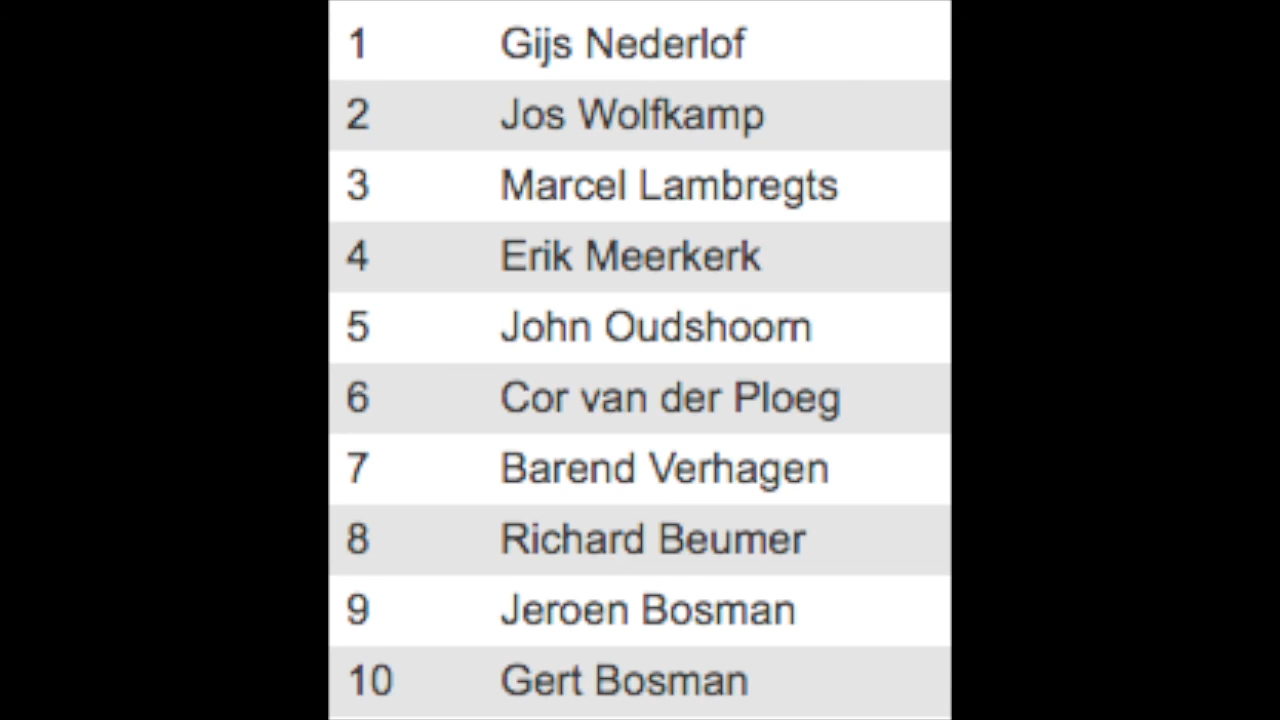 1 Gijs Nederlof
2 Jos Wolfkamp
3 Marcel Lambregts
4 Erik Meerkerk
5 John Oudshoorn
6 Cor van der Ploeg
7 Barend Verhagen
8 Richard Beumer
9 Jeroen Bosman
10 Gert Bosman